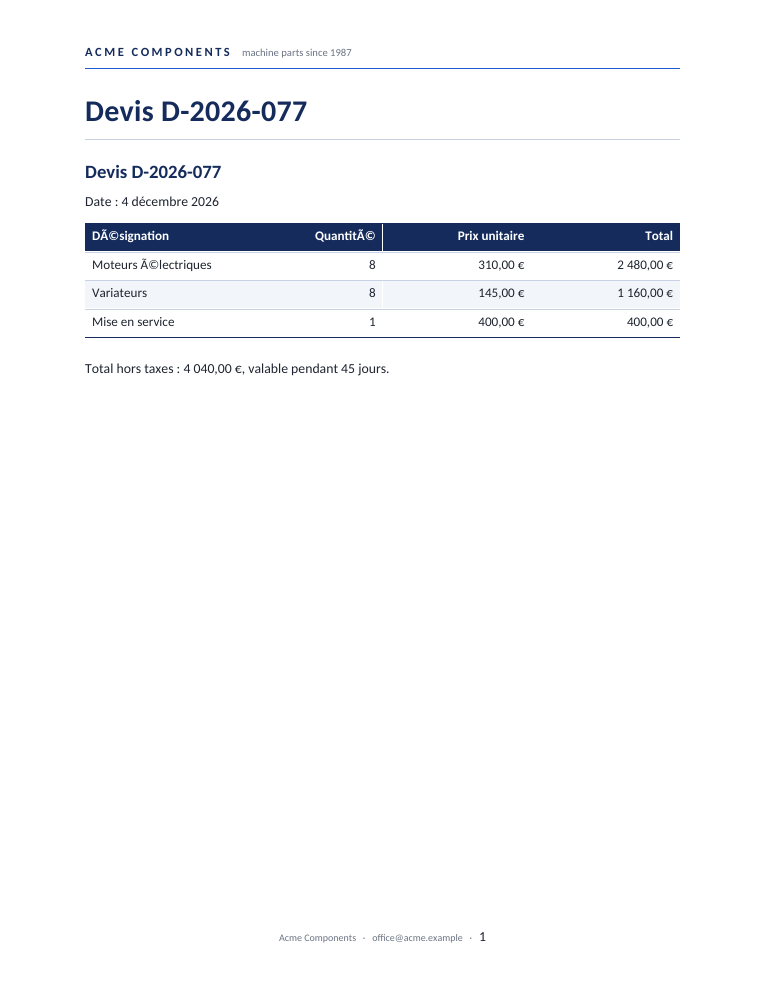 ACME COMPONENTS machine parts since 1987
Devis D-2026-077
Devis D-2026-077
Date : 4 décembre 2026
DÃ©signation QuantitÃ© Prix unitaire Total
Moteurs Ã©lectriques 8 310,00 € 2 480,00 €
Variateurs 8 145,00 € 1 160,00 €
Mise en service 1 400,00 € 400,00 €
Total hors taxes : 4 040,00 €, valable pendant 45 jours.
Acme Components · office@acme.example · 1